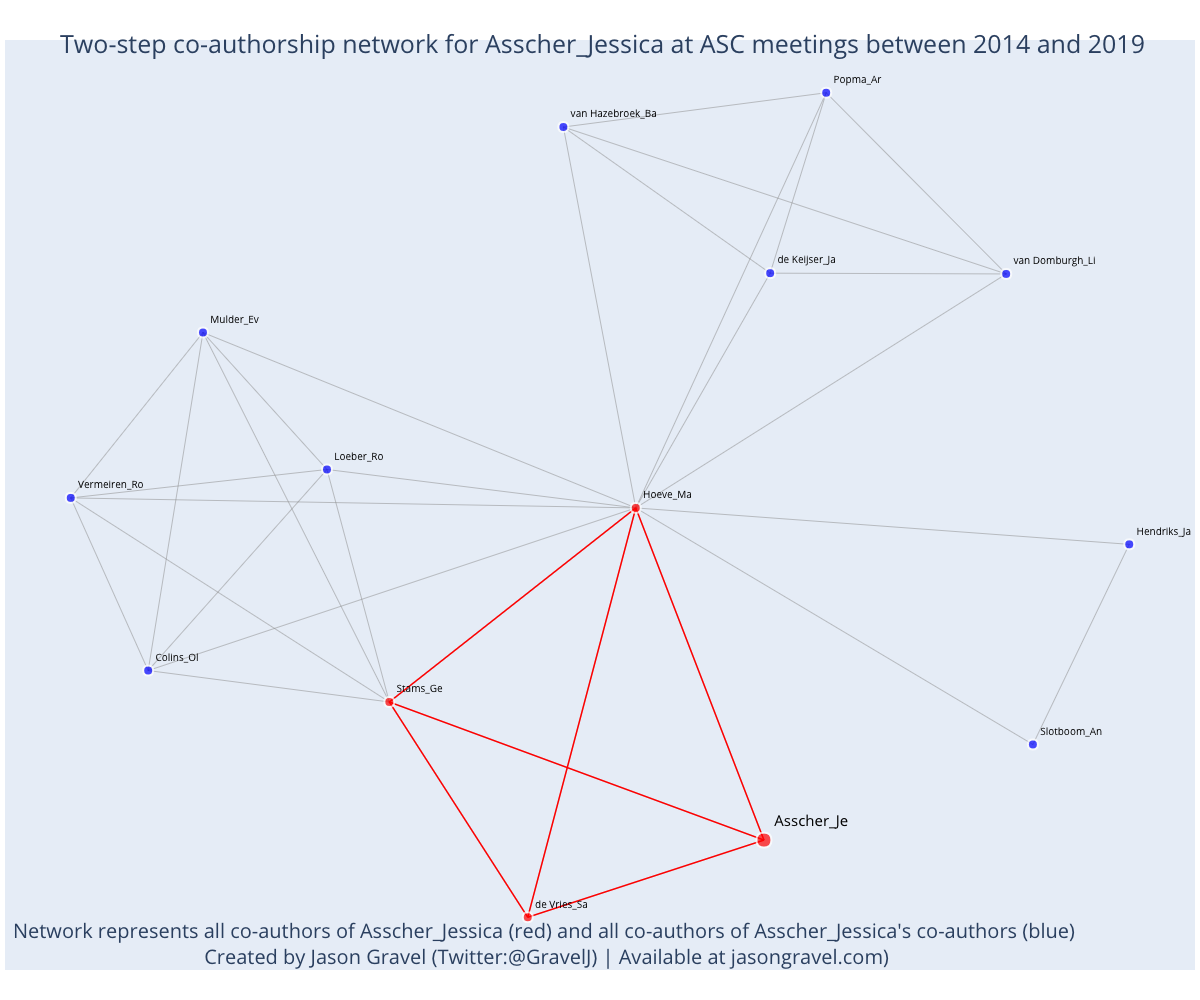 Two-step co-authorship network for Asscher_Jessica at ASC meetings between 2014 and 2019
Popma_Ar
van Hazebroek_Ba
de Keijser_Ja
van Domburgh_Li
Mulder_Ev
Loeber_Ro
Vermeiren_Ro
Hoeve_Ma
Hendriks_Ja
Colins_Ol
Stams_Ge
Slotboom_An
Asscher_Je
de Vries_Sa
Network represents all co-authors of Asscher_Jessica (red) and all co-authors of Asscher_Jessica's co-authors (blue)
Created by Jason Gravel (Twitter:@GravelJ) | Available at jasongravel.com)